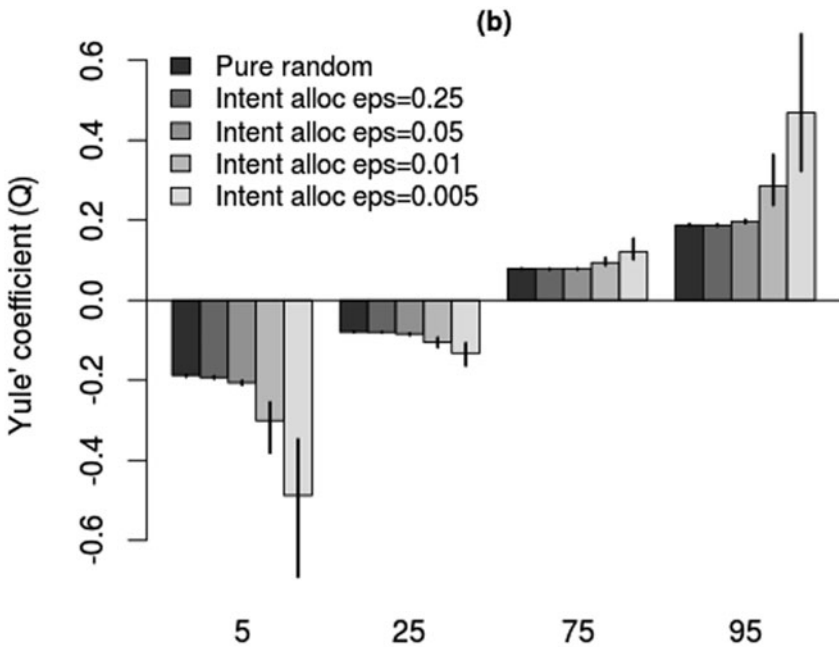 (b)
Pure random
Intent alloc eps=0.25
Intent alloc eps=0.05
Intent alloc eps=0.01
Intent alloc eps=0.005
Yule' coefficient (Q)
0.6
0.4
0.2
0.0
-0.2
-0.4
-0.6
5 25 75 95